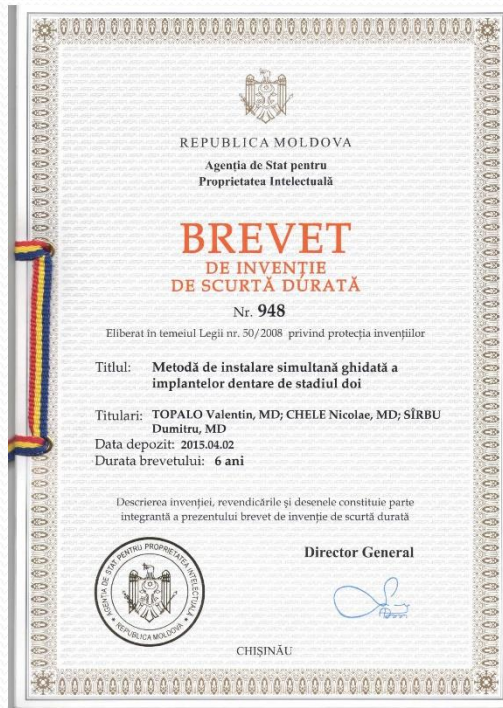 REPUBLICA MOLDOVA
Agenția de Stat pentru
Proprietatea Intelectuală
BREVET
DE INVENȚIE
DE SCURTĂ DURATĂ
Nr. 948
Eliberat în temeiul Legii nr. 50/2008 privind protecția invențiilor
Titlul: Metodă de instalare simultană ghidată a
implantelor dentare de stadiul doi
Titulari: TOPALO Valentin, MD; CHELE Nicolae, MD; SÎRBU
Dumitru, MD
Data depozit: 2015.04.02
Durata brevetului: 6 ani
Descrierea invenției, revendicările și desenele constituie parte
integrantă a prezentului brevet de invenție de scurtă durată
Director General
AGENȚIA DE STAT PENTRU PROPRIETATEA INTELECTUALĂ
REPUBLICA MOLDOVA
CHIȘINĂU